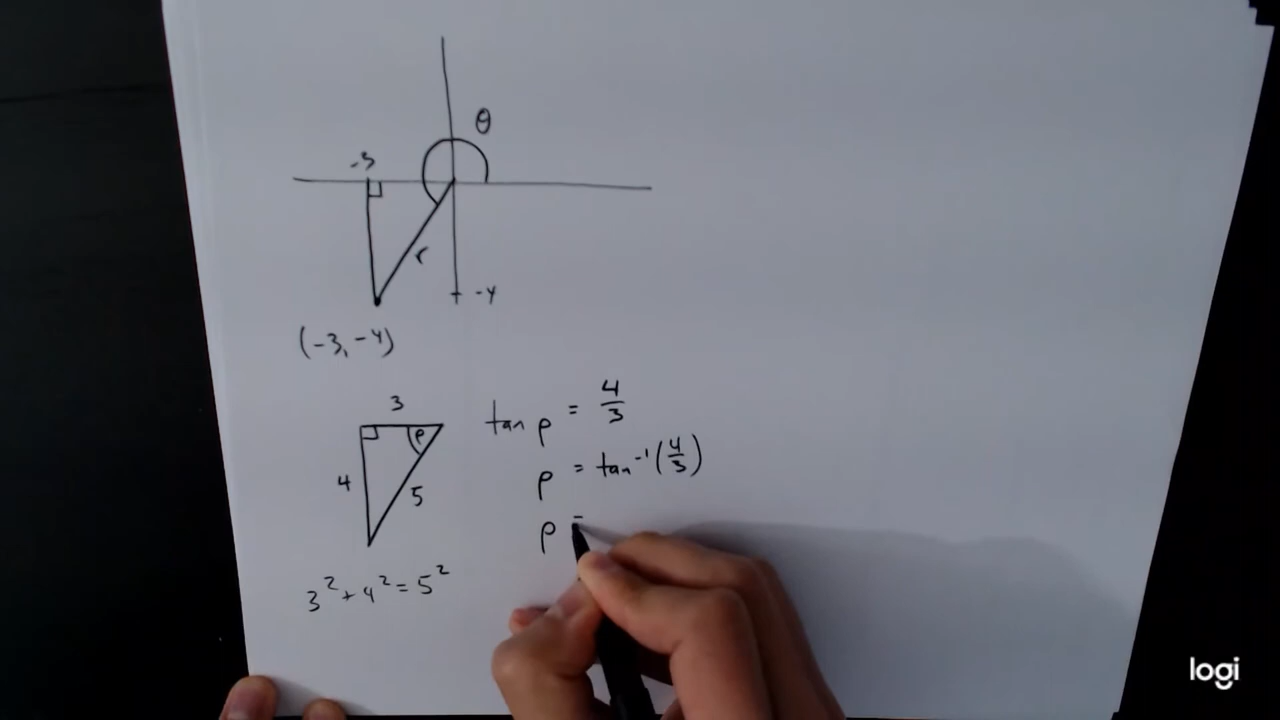 θ
-3
r
-4
(-3, -4)
3
ρ
4
5
3² + 4² = 5²
tan ρ = 4/3
ρ = tan⁻¹(4/3)
ρ =
logi